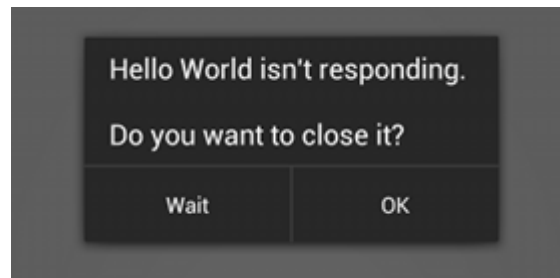 Hello World isn't responding.
Do you want to close it?
Wait
OK